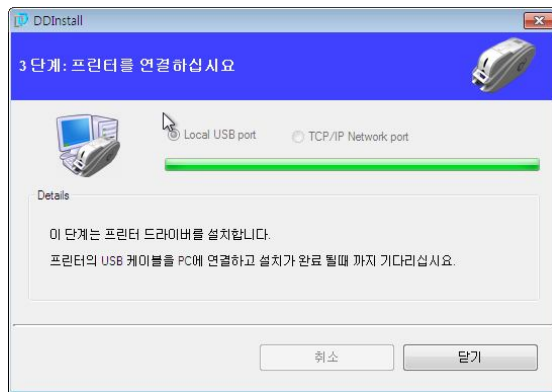 DDInstall
3 단계: 프린터를 연결하십시요
Local USB port
TCP/IP Network port
Details
이 단계는 프린터 드라이버를 설치합니다.
프린터의 USB 케이블을 PC에 연결하고 설치가 완료 될때 까지 기다리십시요.
취소
닫기